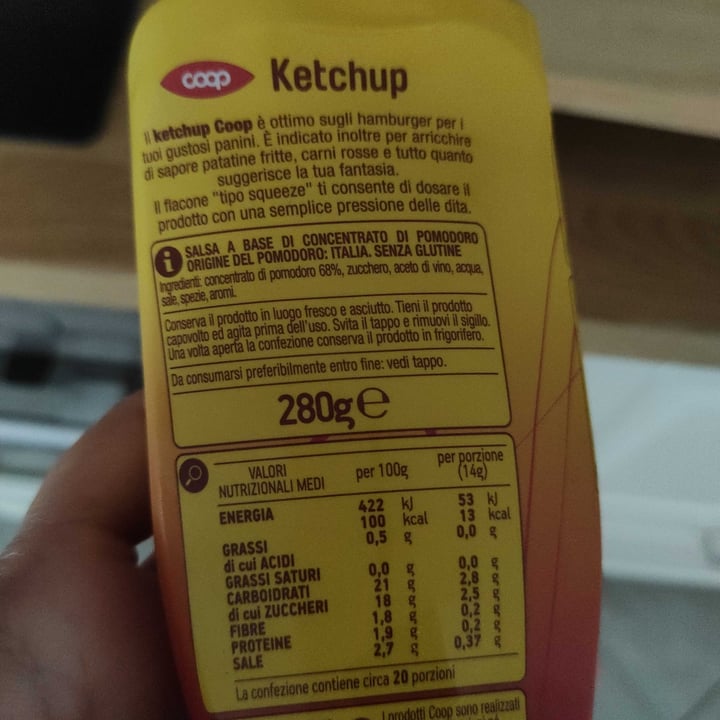 coop Ketchup
Il ketchup Coop è ottimo sugli hamburger per i
tuoi gustosi panini. È indicato inoltre per arricchire
di sapore patatine fritte, carni rosse e tutto quanto
suggerisce la tua fantasia.
Il flacone "tipo squeeze" ti consente di dosare il
prodotto con una semplice pressione delle dita.
i SALSA A BASE DI CONCENTRATO DI POMODORO
ORIGINE DEL POMODORO: ITALIA. SENZA GLUTINE
Ingredienti: concentrato di pomodoro 68%, zucchero, aceto di vino, acqua,
sale, spezie, aromi.
Conserva il prodotto in luogo fresco e asciutto. Tieni il prodotto
capovolto ed agita prima dell'uso. Svita il tappo e rimuovi il sigillo.
Una volta aperta la confezione conserva il prodotto in frigorifero.
Da consumarsi preferibilmente entro fine: vedi tappo.
280g e
VALORI
NUTRIZIONALI MEDI per 100g per porzione
(14g)
ENERGIA 422 kJ 53 kJ
100 kcal 13 kcal
GRASSI 0,5 g 0,0 g
di cui ACIDI
GRASSI SATURI 0,0 g 0,0 g
CARBOIDRATI 21 g 2,8 g
di cui ZUCCHERI 18 g 2,5 g
FIBRE 1,8 g 0,2 g
PROTEINE 1,9 g 0,2 g
SALE 2,7 g 0,37 g
La confezione contiene circa 20 porzioni
I prodotti Coop sono realizzati